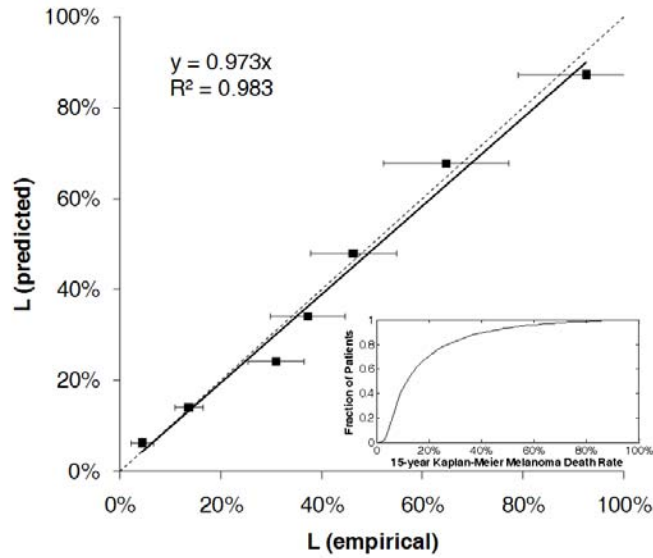 100%
80%
60%
40%
20%
0%
L (predicted)
y = 0.973x
R² = 0.983
0% 20% 40% 60% 80% 100%
L (empirical)
1
0.8
0.6
0.4
0.2
0
Fraction of Patients
20% 40% 60% 80% 100%
15-year Kaplan-Meier Melanoma Death Rate